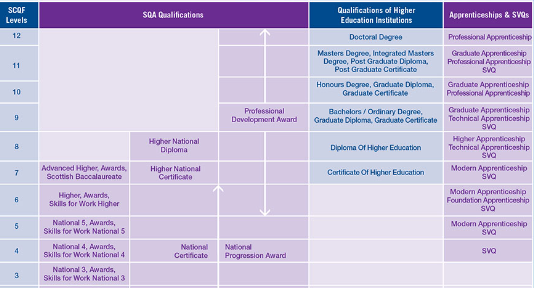 SCQF
Levels
SQA Qualifications
Qualifications of Higher
Education Institutions
Apprenticeships & SVQs
12
Doctoral Degree
Professional Apprenticeship
11
Masters Degree, Integrated Masters
Degree, Post Graduate Diploma,
Post Graduate Certificate
Graduate Apprenticeship
Professional Apprenticeship
SVQ
10
Honours Degree, Graduate Diploma,
Graduate Certificate
Graduate Apprenticeship
Professional Apprenticeship
9
Professional
Development Award
Bachelors / Ordinary Degree,
Graduate Diploma, Graduate Certificate
Graduate Apprenticeship
Technical Apprenticeship
SVQ
8
Higher National
Diploma
Diploma Of Higher Education
Higher Apprenticeship
Technical Apprenticeship
SVQ
7
Advanced Higher, Awards,
Scottish Baccalaureate
Higher National
Certificate
Certificate Of Higher Education
Modern Apprenticeship
SVQ
6
Higher, Awards,
Skills for Work Higher
Modern Apprenticeship
Foundation Apprenticeship
SVQ
5
National 5, Awards,
Skills for Work National 5
Modern Apprenticeship
SVQ
4
National 4, Awards,
Skills for Work National 4
National
Certificate
National
Progression Award
SVQ
3
National 3, Awards,
Skills for Work National 3